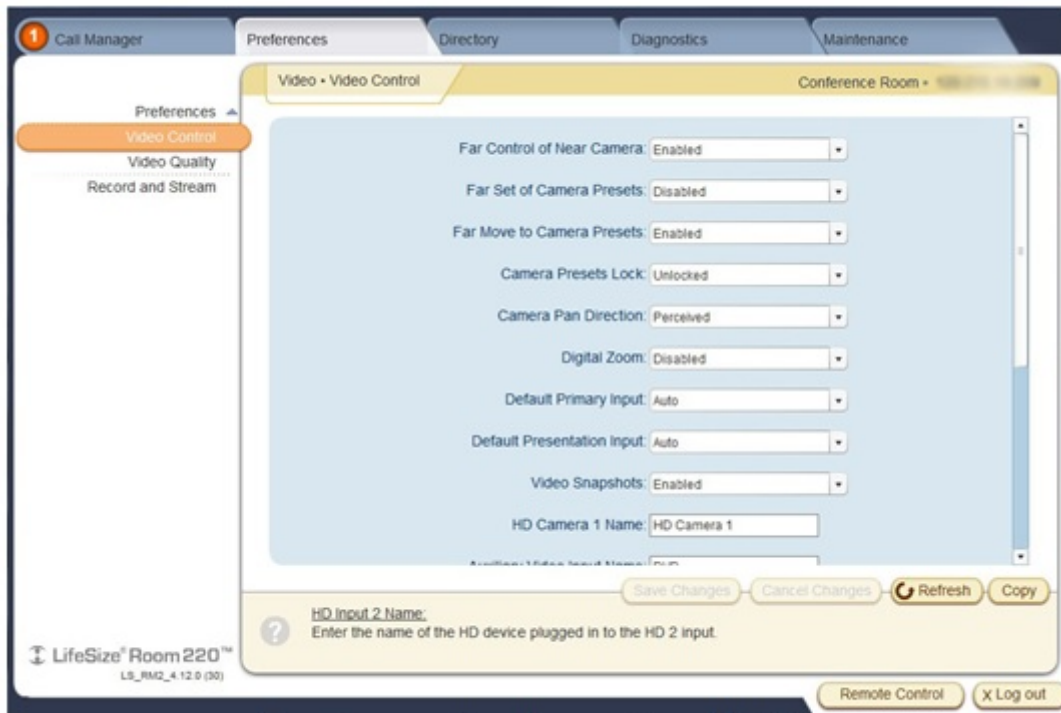 1 Call Manager Preferences Directory Diagnostics Maintenance
Video • Video Control Conference Room •
Preferences
Video Control
Video Quality
Record and Stream
Far Control of Near Camera: Enabled
Far Set of Camera Presets: Disabled
Far Move to Camera Presets: Enabled
Camera Presets Lock: Unlocked
Camera Pan Direction: Perceived
Digital Zoom: Disabled
Default Primary Input: Auto
Default Presentation Input: Auto
Video Snapshots: Enabled
HD Camera 1 Name: HD Camera 1
Auxiliary Video Input Name: DVD
Save Changes Cancel Changes Refresh Copy
HD Input 2 Name:
Enter the name of the HD device plugged in to the HD 2 input.
LifeSize® Room 220™
LS_RM2_4.12.0 (30)
Remote Control X Log out